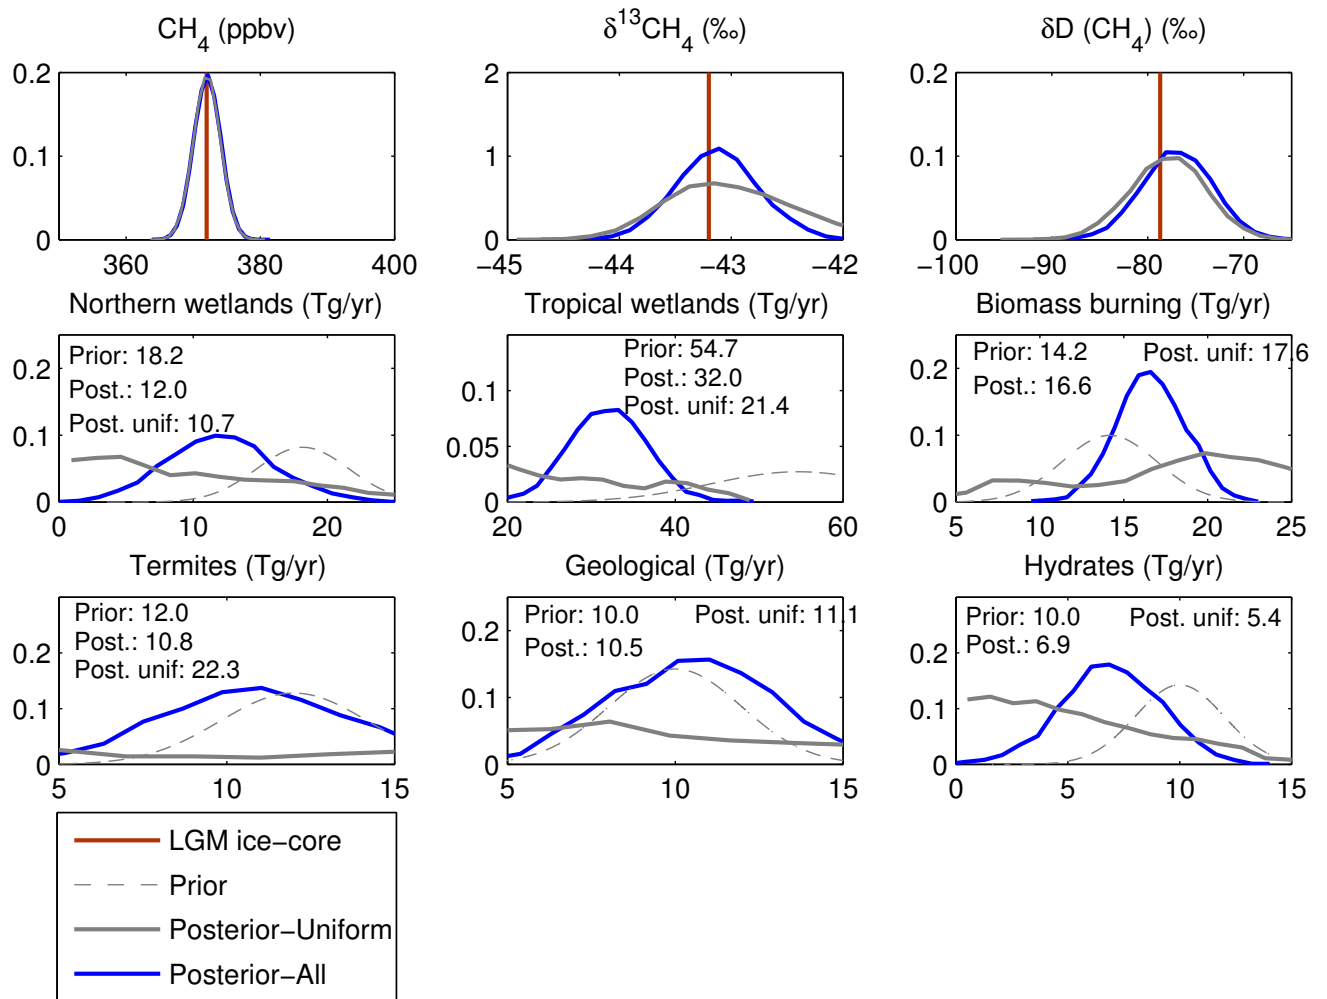 CH4 (ppbv)
δ13CH4 (‰)
δD (CH4) (‰)
0.2
0.1
0
360
380
400
2
1
0
−45
−44
−43
−42
0.2
0.1
0
−100
−90
−80
−70
Northern wetlands (Tg/yr)
Tropical wetlands (Tg/yr)
Biomass burning (Tg/yr)
Prior: 18.2
Post.: 12.0
Post. unif: 10.7
0.2
0.1
0
0
10
20
Prior: 54.7
Post.: 32.0
Post. unif: 21.4
0.1
0.05
0
20
40
60
Prior: 14.2
Post. unif: 17.6
Post.: 16.6
0.2
0.1
0
5
10
15
20
25
Termites (Tg/yr)
Geological (Tg/yr)
Hydrates (Tg/yr)
Prior: 12.0
Post.: 10.8
Post. unif: 22.3
0.2
0.1
0
5
10
15
Prior: 10.0
Post. unif: 11.1
Post.: 10.5
0.2
0.1
0
5
10
15
Prior: 10.0
Post. unif: 5.4
Post.: 6.9
0.2
0.1
0
0
5
10
15
LGM ice−core
Prior
Posterior−Uniform
Posterior−All